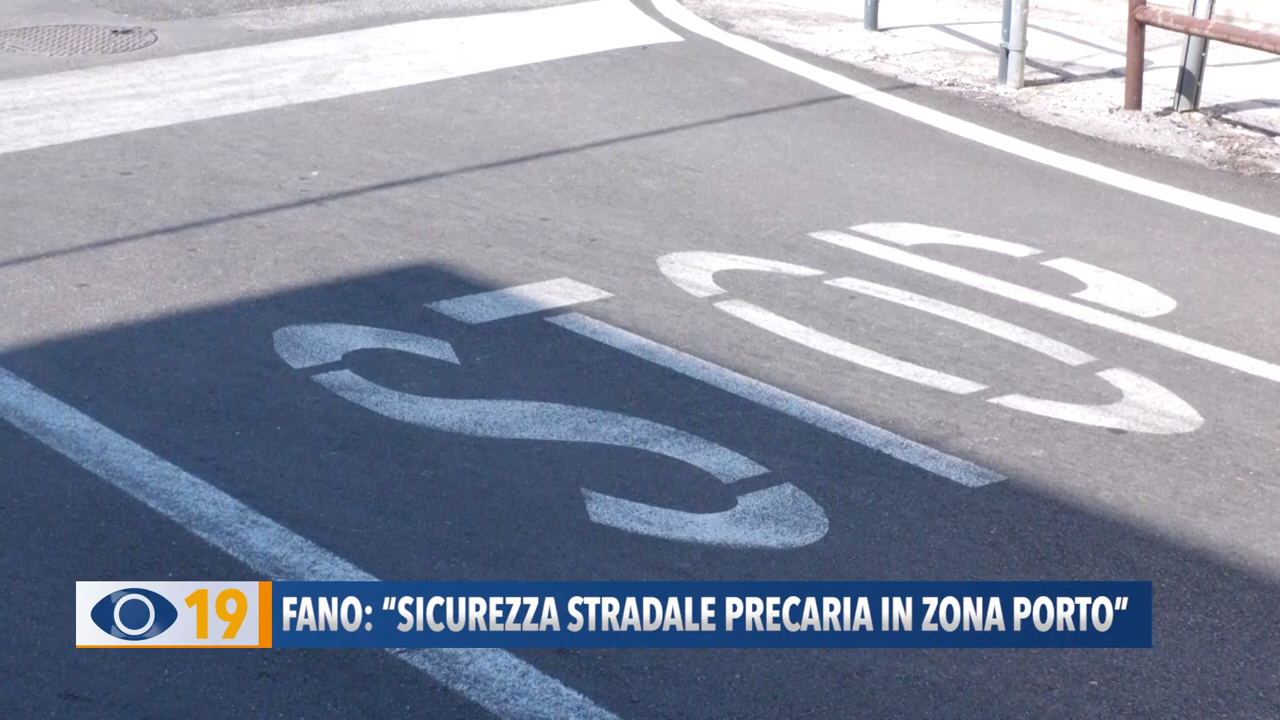 STOP
19
FANO: “SICUREZZA STRADALE PRECARIA IN ZONA PORTO”